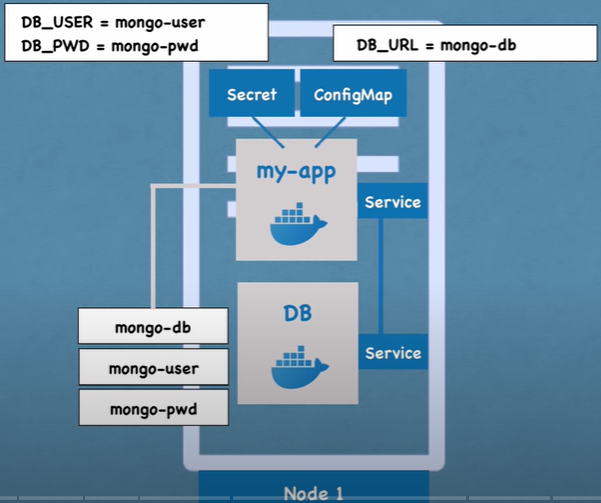 DB_USER = mongo-user
DB_PWD = mongo-pwd
DB_URL = mongo-db
Secret
ConfigMap
my-app
Service
DB
Service
mongo-db
mongo-user
mongo-pwd
Node 1